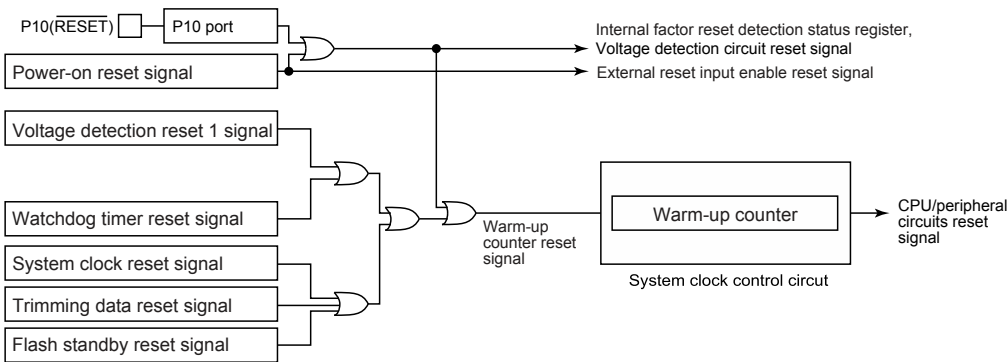 P10(RESET)
P10 port
Power-on reset signal
Internal factor reset detection status register,
Voltage detection circuit reset signal
External reset input enable reset signal
Voltage detection reset 1 signal
Watchdog timer reset signal
System clock reset signal
Trimming data reset signal
Flash standby reset signal
Warm-up
counter reset
signal
Warm-up counter
System clock control circut
CPU/peripheral
circuits reset
signal